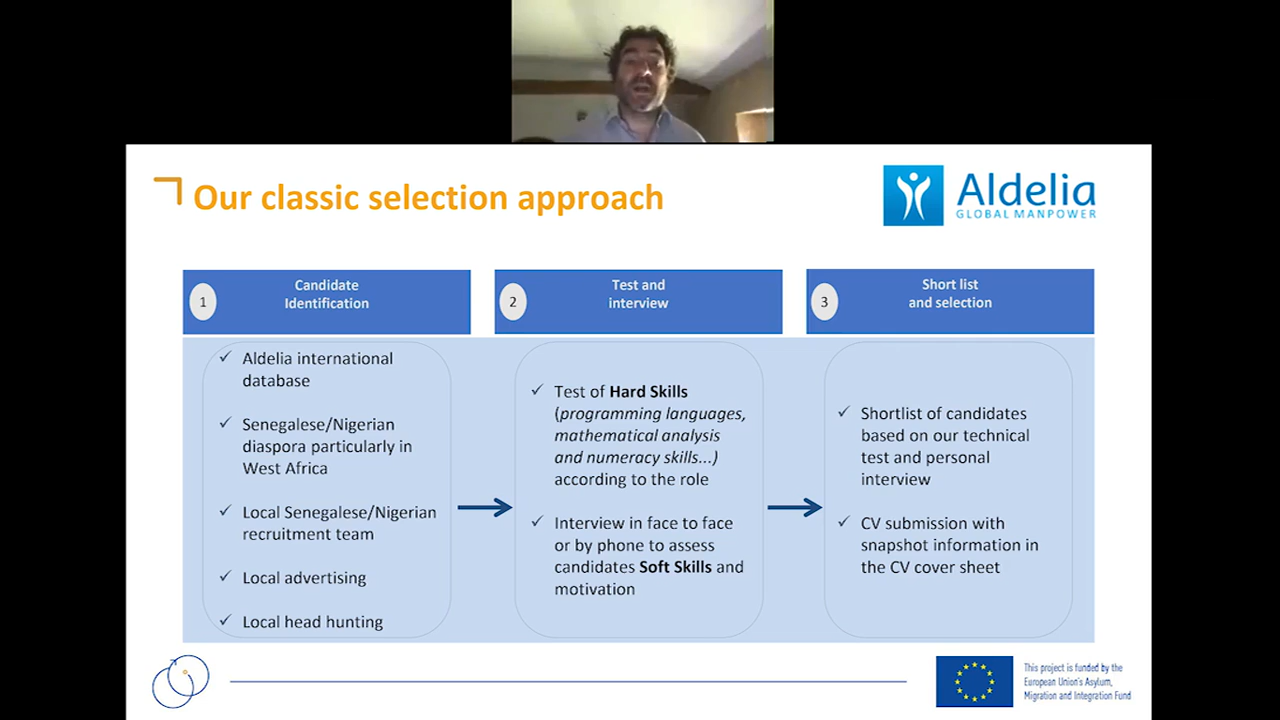 Our classic selection approach
Aldelia
GLOBAL MANPOWER
1
Candidate
Identification
✓ Aldelia international
database
✓ Senegalese/Nigerian
diaspora particularly in
West Africa
✓ Local Senegalese/Nigerian
recruitment team
✓ Local advertising
✓ Local head hunting
2
Test and
interview
✓ Test of Hard Skills
(programming languages,
mathematical analysis
and numeracy skills...)
according to the role
✓ Interview in face to face
or by phone to assess
candidates Soft Skills and
motivation
3
Short list
and selection
✓ Shortlist of candidates
based on our technical
test and personal
interview
✓ CV submission with
snapshot information in
the CV cover sheet
This project is funded by the
European Union's Asylum,
Migration and Integration Fund